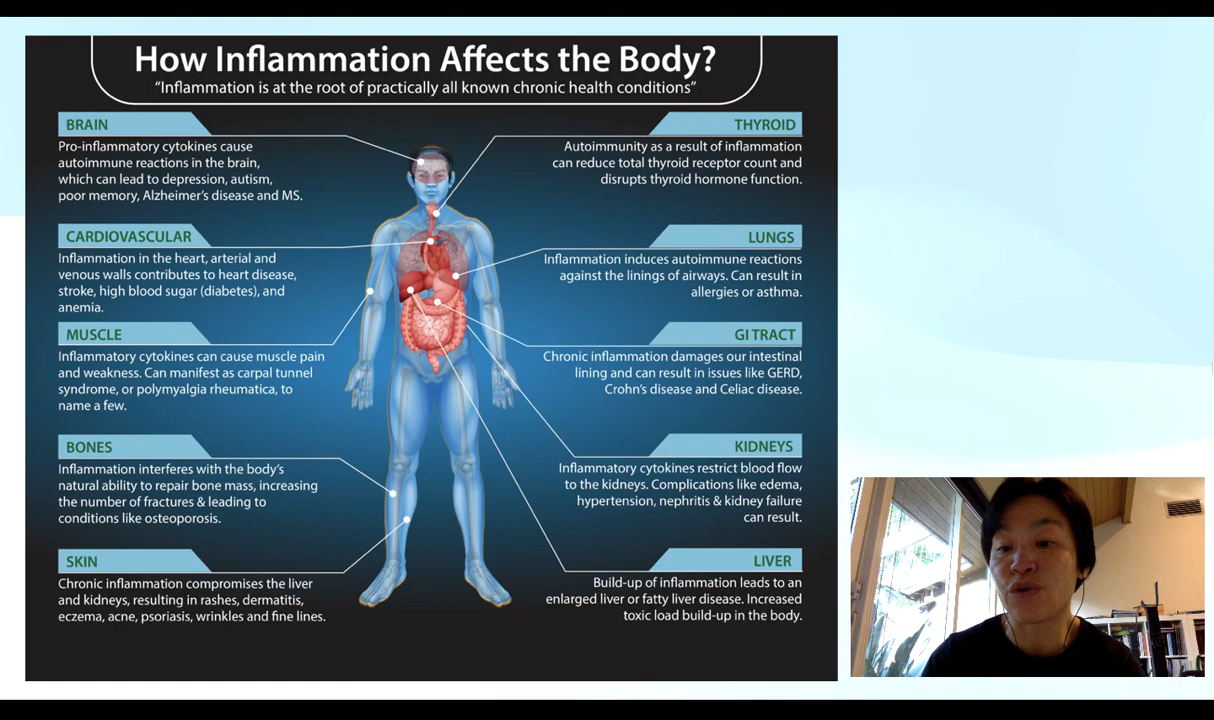 How Inflammation Affects the Body?
“Inflammation is at the root of practically all known chronic health conditions”
BRAIN
Pro-inflammatory cytokines cause
autoimmune reactions in the brain,
which can lead to depression, autism,
poor memory, Alzheimer’s disease and MS.
CARDIOVASCULAR
Inflammation in the heart, arterial and
venous walls contributes to heart disease,
stroke, high blood sugar (diabetes), and
anemia.
MUSCLE
Inflammatory cytokines can cause muscle pain
and weakness. Can manifest as carpal tunnel
syndrome, or polymyalgia rheumatica, to
name a few.
BONES
Inflammation interferes with the body’s
natural ability to repair bone mass, increasing
the number of fractures & leading to
conditions like osteoporosis.
SKIN
Chronic inflammation compromises the liver
and kidneys, resulting in rashes, dermatitis,
eczema, acne, psoriasis, wrinkles and fine lines.
THYROID
Autoimmunity as a result of inflammation
can reduce total thyroid receptor count and
disrupts thyroid hormone function.
LUNGS
Inflammation induces autoimmune reactions
against the linings of airways. Can result in
allergies or asthma.
GI TRACT
Chronic inflammation damages our intestinal
lining and can result in issues like GERD,
Crohn’s disease and Celiac disease.
KIDNEYS
Inflammatory cytokines restrict blood flow
to the kidneys. Complications like edema,
hypertension, nephritis & kidney failure
can result.
LIVER
Build-up of inflammation leads to an
enlarged liver or fatty liver disease. Increased
toxic load build-up in the body.